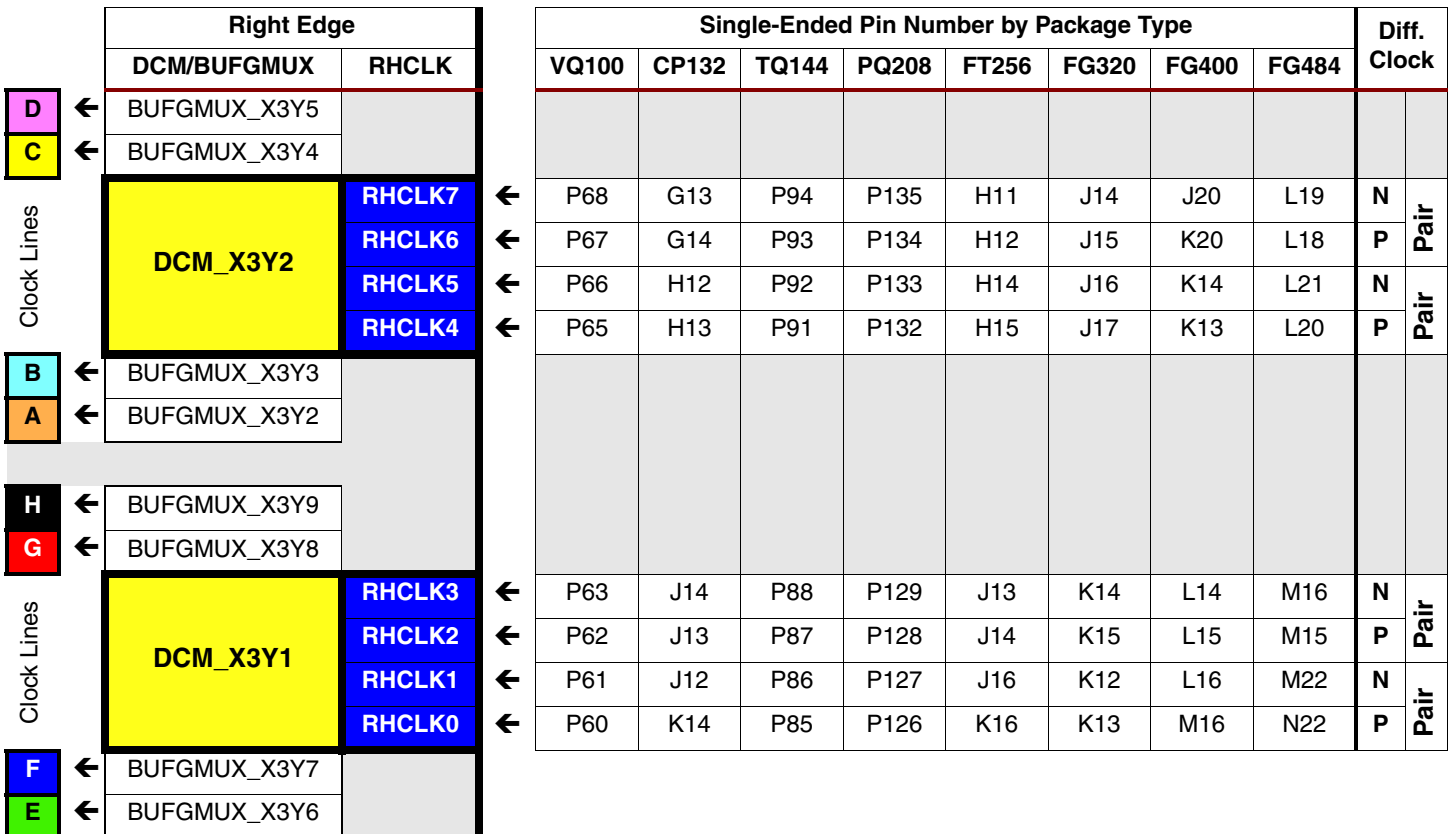 Right Edge Single-Ended Pin Number by Package Type Diff. Clock
DCM/BUFGMUX RHCLK VQ100 CP132 TQ144 PQ208 FT256 FG320 FG400 FG484
D ← BUFGMUX_X3Y5
C ← BUFGMUX_X3Y4
Clock Lines
DCM_X3Y2
RHCLK7 ← P68 G13 P94 P135 H11 J14 J20 L19 N Pair
RHCLK6 ← P67 G14 P93 P134 H12 J15 K20 L18 P
RHCLK5 ← P66 H12 P92 P133 H14 J16 K14 L21 N Pair
RHCLK4 ← P65 H13 P91 P132 H15 J17 K13 L20 P
B ← BUFGMUX_X3Y3
A ← BUFGMUX_X3Y2
H ← BUFGMUX_X3Y9
G ← BUFGMUX_X3Y8
Clock Lines
DCM_X3Y1
RHCLK3 ← P63 J14 P88 P129 J13 K14 L14 M16 N Pair
RHCLK2 ← P62 J13 P87 P128 J14 K15 L15 M15 P
RHCLK1 ← P61 J12 P86 P127 J16 K12 L16 M22 N Pair
RHCLK0 ← P60 K14 P85 P126 K16 K13 M16 N22 P
F ← BUFGMUX_X3Y7
E ← BUFGMUX_X3Y6